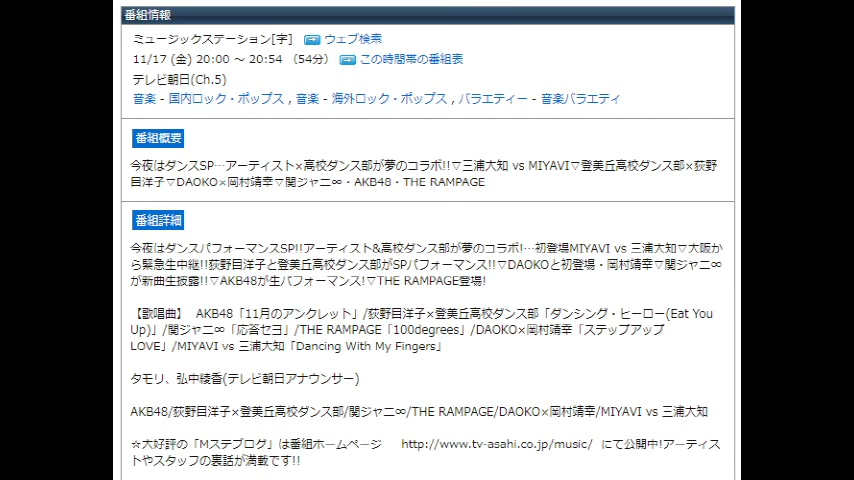 番組情報
ミュージックステーション[字] ウェブ検索
11/17 (金) 20:00 ～ 20:54 （54分） この時間帯の番組表
テレビ朝日(Ch.5)
音楽 - 国内ロック・ポップス , 音楽 - 海外ロック・ポップス , バラエティー - 音楽バラエティ
番組概要
今夜はダンスSP…アーティスト×高校ダンス部が夢のコラボ!!▽三浦大知 vs MIYAVI▽登美丘高校ダンス部×荻野
目洋子▽DAOKO×岡村靖幸▽関ジャニ∞・AKB48・THE RAMPAGE
番組詳細
今夜はダンスパフォーマンスSP!!アーティスト&高校ダンス部が夢のコラボ!…初登場MIYAVI vs 三浦大知▽大阪か
ら緊急生中継!!荻野目洋子と登美丘高校ダンス部がSPパフォーマンス!!▽DAOKOと初登場・岡村靖幸▽関ジャニ∞
が新曲生披露!!▽AKB48が生パフォーマンス!▽THE RAMPAGE登場!
【歌唱曲】 AKB48「11月のアンクレット」/荻野目洋子×登美丘高校ダンス部「ダンシング・ヒーロー(Eat You
Up)」/関ジャニ∞「応答セヨ」/THE RAMPAGE「100degrees」/DAOKO×岡村靖幸「ステップアップ
LOVE」/MIYAVI vs 三浦大知「Dancing With My Fingers」
タモリ、弘中綾香(テレビ朝日アナウンサー)
AKB48/荻野目洋子×登美丘高校ダンス部/関ジャニ∞/THE RAMPAGE/DAOKO×岡村靖幸/MIYAVI vs 三浦大知
☆大好評の「Mステブログ」は番組ホームページ http://www.tv-asahi.co.jp/music/ にて公開中!アーティス
トやスタッフの裏話が満載です!!